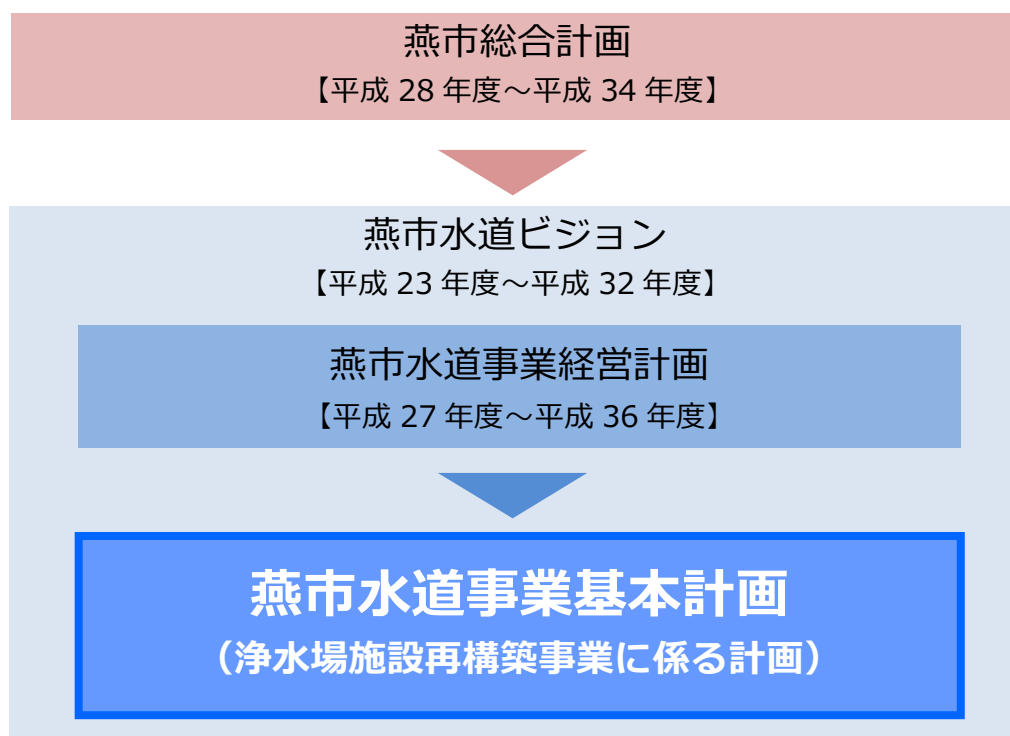 燕市総合計画
【平成 28 年度～平成 34 年度】
燕市水道ビジョン
【平成 23 年度～平成 32 年度】
燕市水道事業経営計画
【平成 27 年度～平成 36 年度】
燕市水道事業基本計画
（浄水場施設再構築事業に係る計画）